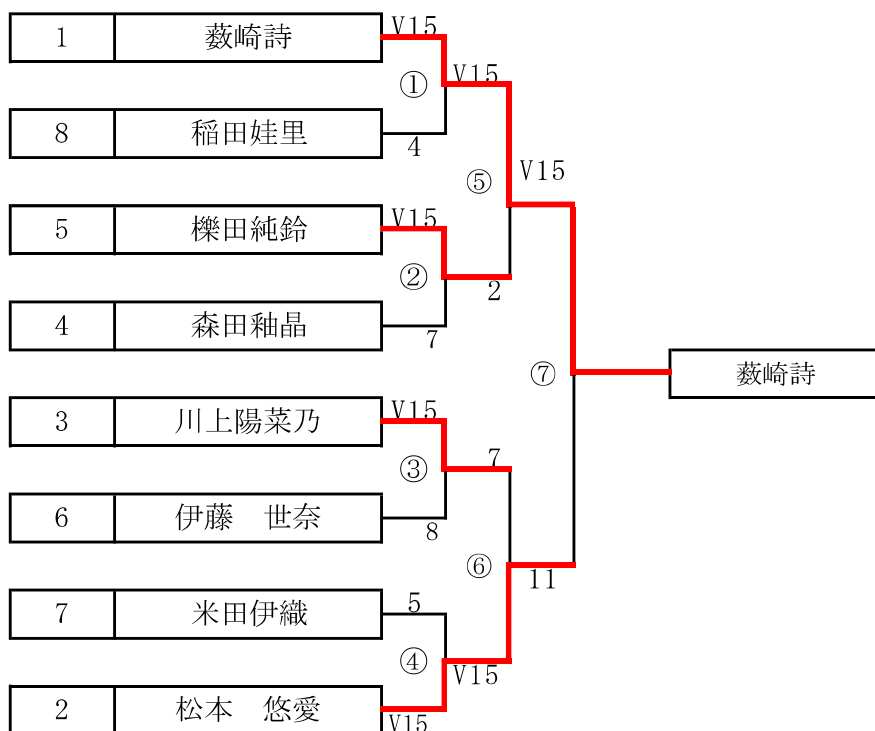 V15
1 薮崎詩
① V15
8 稲田娃里
4
⑤ V15
V15
5 櫟田純鈴
② 2
4 森田釉晶
7
⑦ 薮崎詩
V15
3 川上陽菜乃
③ 7
6 伊藤　世奈
8
⑥ 11
5
7 米田伊織
④ V15
2 松本　悠愛
V15